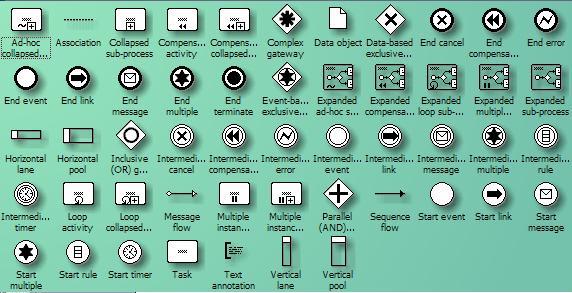 Ad-hoc collapsed...
Association
Collapsed sub-process
Compens... activity
Compens... collapsed...
Complex gateway
Data object
Data-based exclusive...
End cancel
End compensa...
End error
End event
End link
End message
End multiple
End terminate
Event-ba... exclusive...
Expanded ad-hoc s...
Expanded compensa...
Expanded loop sub-...
Expanded multipl...
Expanded sub-process
Horizontal lane
Horizontal pool
Inclusive (OR) g...
Intermedi... cancel
Intermedi... compensa...
Intermedi... error
Intermedi... event
Intermedi... link
Intermedi... message
Intermedi... multiple
Intermedi... rule
Intermedi... timer
Loop activity
Loop collapsed...
Message flow
Multiple instan...
Multiple instanc...
Parallel (AND)...
Sequence flow
Start event
Start link
Start message
Start multiple
Start rule
Start timer
Task
Text annotation
Vertical lane
Vertical pool